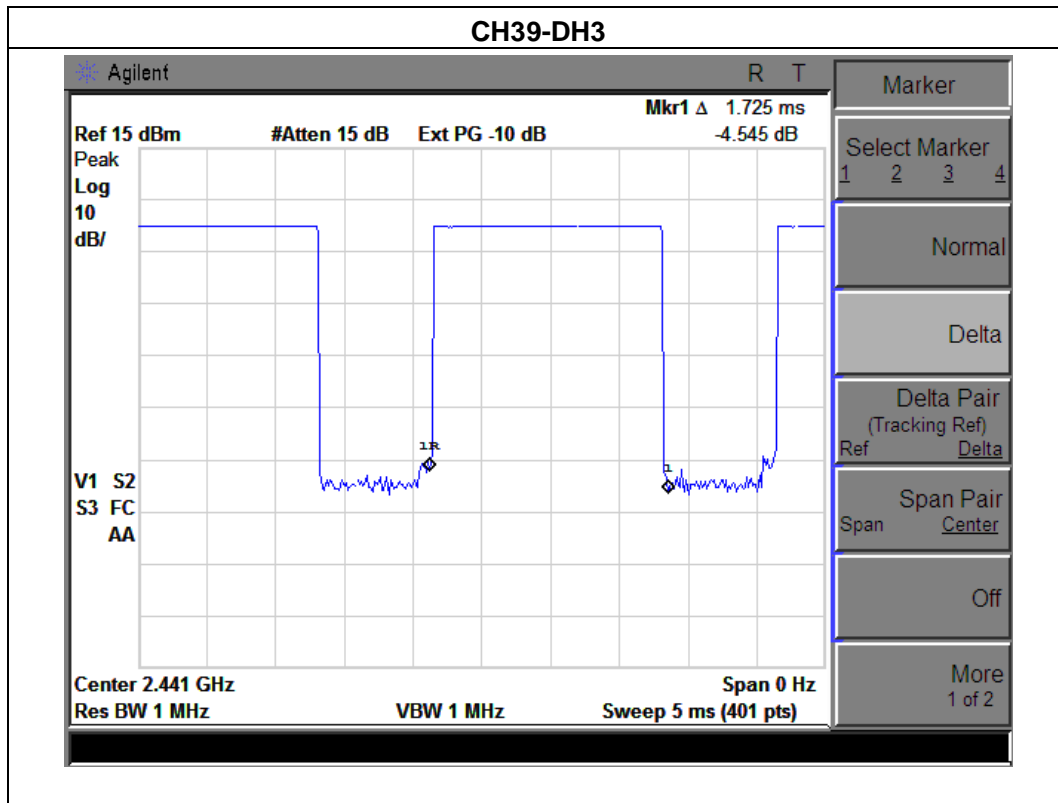 CH39-DH3
Agilent R T
Mkr1 Δ 1.725 ms
Ref 15 dBm #Atten 15 dB Ext PG -10 dB -4.545 dB
Peak
Log
10
dB/
1R
1
V1 S2
S3 FC
AA
Center 2.441 GHz Span 0 Hz
Res BW 1 MHz VBW 1 MHz Sweep 5 ms (401 pts)
Marker
Select Marker
1 2 3 4
Normal
Delta
Delta Pair
(Tracking Ref)
Ref Delta
Span Pair
Span Center
Off
More
1 of 2